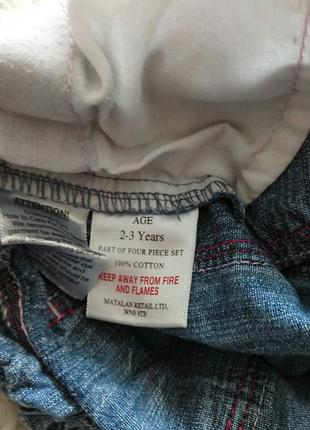 ATTENTION!
AGE
2-3 Years
PART OF FOUR PIECE SET
100% COTTON
KEEP AWAY FROM FIRE
AND FLAMES
MATALAN RETAIL LTD,
WN8 9TB